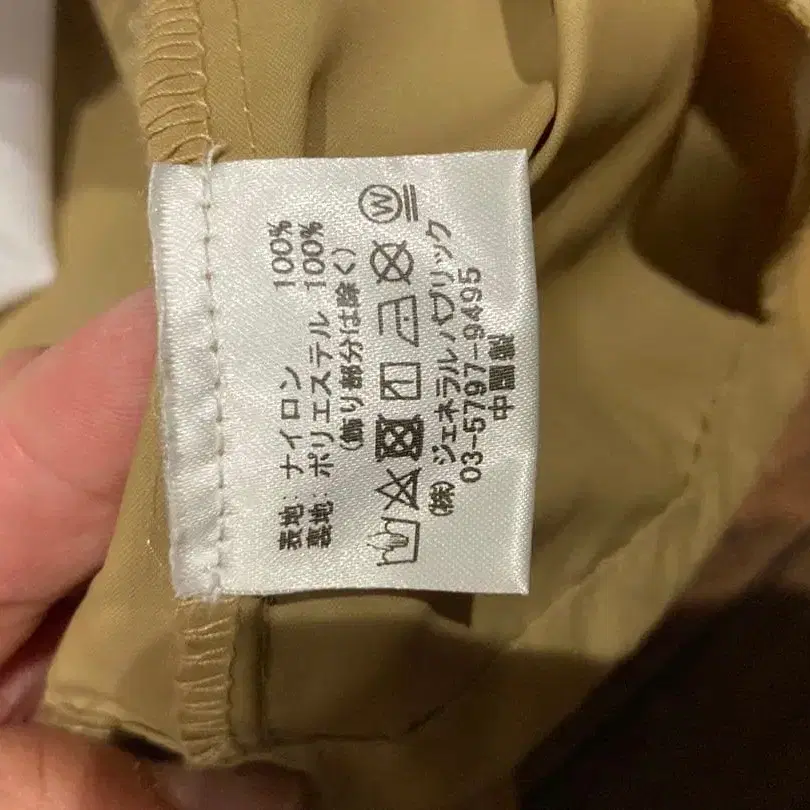 表地: ナイロン 100%
裏地: ポリエステル 100%
(飾り部分は除く)
W
(株) ジェネラルパブリック
03-5797-9495
中国製